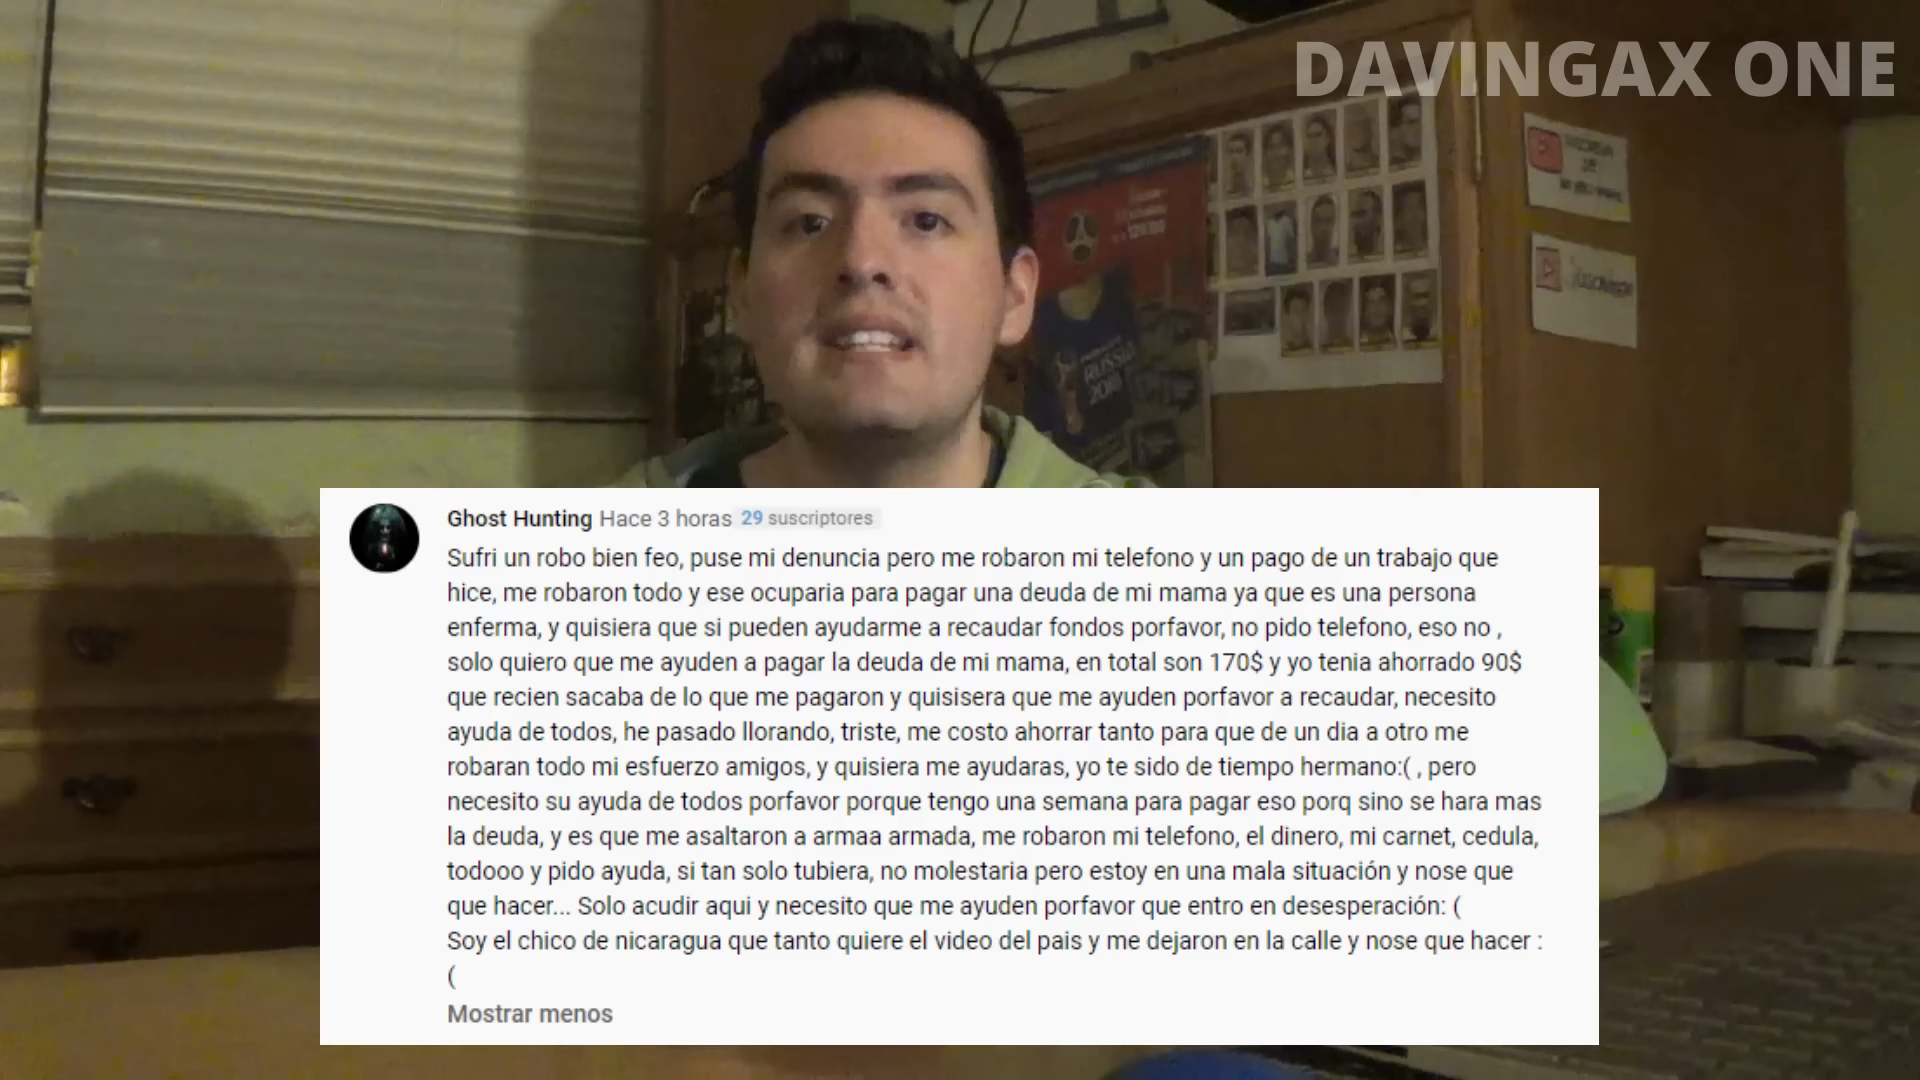 DAVINGAX ONE
RUSSIA
2018
Ghost Hunting Hace 3 horas 29 suscriptores
Sufri un robo bien feo, puse mi denuncia pero me robaron mi telefono y un pago de un trabajo que
hice, me robaron todo y ese ocuparia para pagar una deuda de mi mama ya que es una persona
enferma, y quisiera que si pueden ayudarme a recaudar fondos porfavor, no pido telefono, eso no ,
solo quiero que me ayuden a pagar la deuda de mi mama, en total son 170$ y yo tenia ahorrado 90$
que recien sacaba de lo que me pagaron y quisisera que me ayuden porfavor a recaudar, necesito
ayuda de todos, he pasado llorando, triste, me costo ahorrar tanto para que de un dia a otro me
robaran todo mi esfuerzo amigos, y quisiera me ayudaras, yo te sido de tiempo hermano:( , pero
necesito su ayuda de todos porfavor porque tengo una semana para pagar eso porq sino se hara mas
la deuda, y es que me asaltaron a armaa armada, me robaron mi telefono, el dinero, mi carnet, cedula,
todooo y pido ayuda, si tan solo tubiera, no molestaria pero estoy en una mala situación y nose que
que hacer... Solo acudir aqui y necesito que me ayuden porfavor que entro en desesperación: (
Soy el chico de nicaragua que tanto quiere el video del pais y me dejaron en la calle y nose que hacer :
(
Mostrar menos